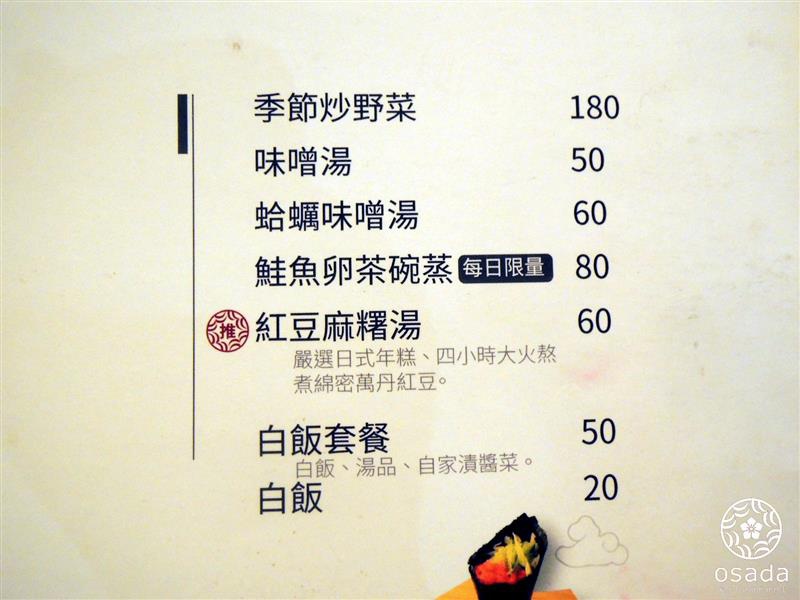 季節炒野菜 180
味噌湯 50
蛤蠣味噌湯 60
鮭魚卵茶碗蒸 每日限量 80
推 紅豆麻糬湯 60
嚴選日式年糕、四小時大火熬
煮綿密萬丹紅豆。
白飯套餐 50
白飯、湯品、自家漬醬菜。
白飯 20
osada